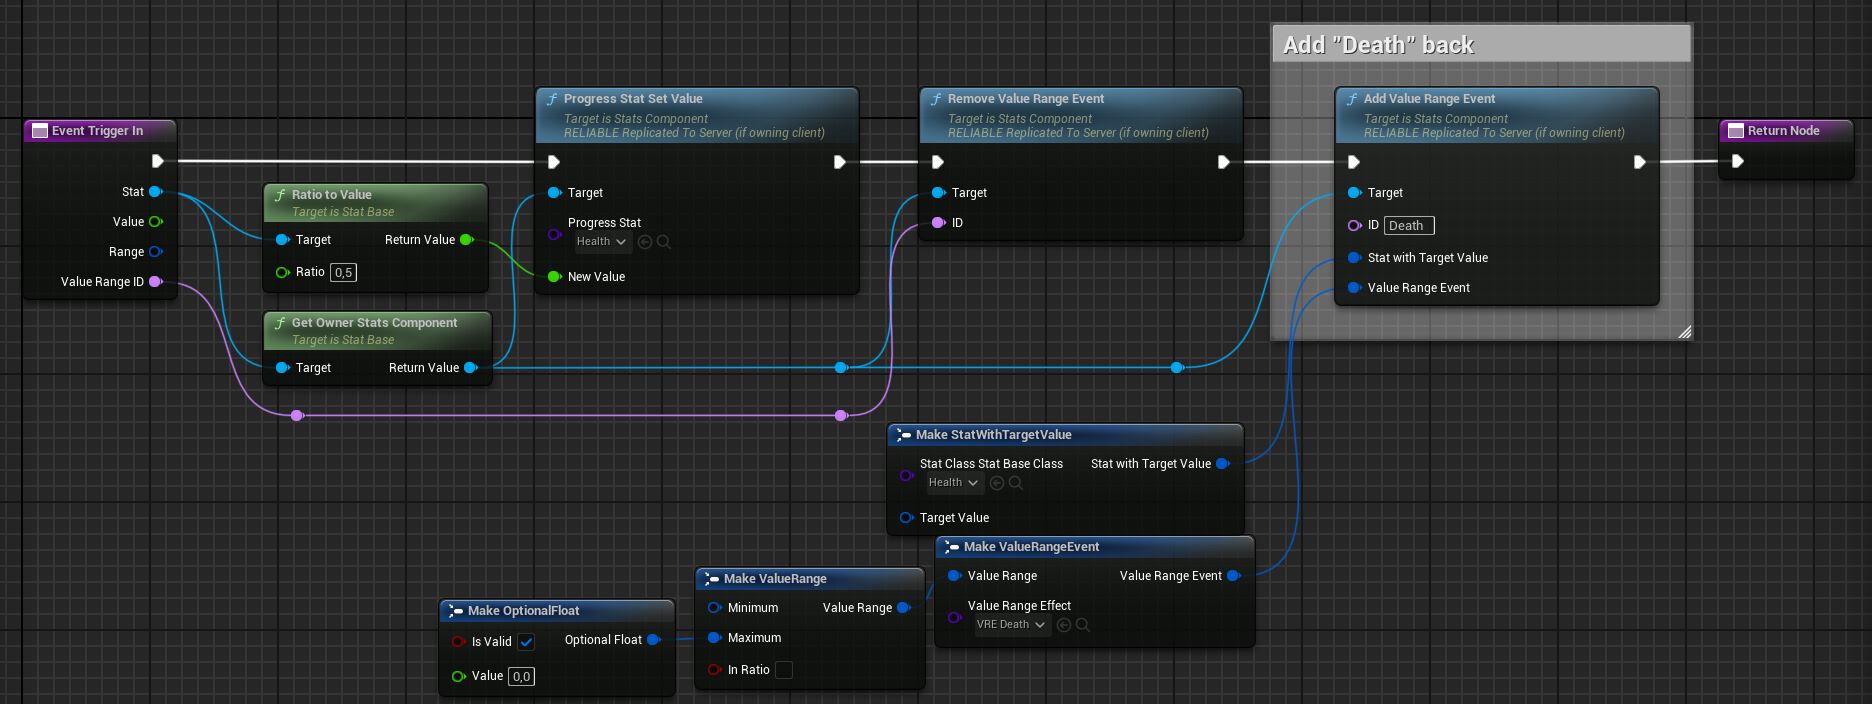 Add "Death" back
Event Trigger In
Stat
Value
Range
Value Range ID
Ratio to Value
Target is Stat Base
Target
Return Value
Ratio
0,5
Get Owner Stats Component
Target is Stat Base
Target
Return Value
Progress Stat Set Value
Target is Stats Component
RELIABLE Replicated To Server (if owning client)
Target
Progress Stat
Health
New Value
Remove Value Range Event
Target is Stats Component
RELIABLE Replicated To Server (if owning client)
Target
ID
Add Value Range Event
Target is Stats Component
RELIABLE Replicated To Server (if owning client)
Target
ID
Death
Stat with Target Value
Value Range Event
Return Node
Make StatWithTargetValue
Stat Class Stat Base Class
Stat with Target Value
Health
Target Value
Make ValueRangeEvent
Value Range
Value Range Event
Value Range Effect
VRE Death
Make ValueRange
Minimum
Value Range
Maximum
In Ratio
Make OptionalFloat
Is Valid
Optional Float
Value
0,0